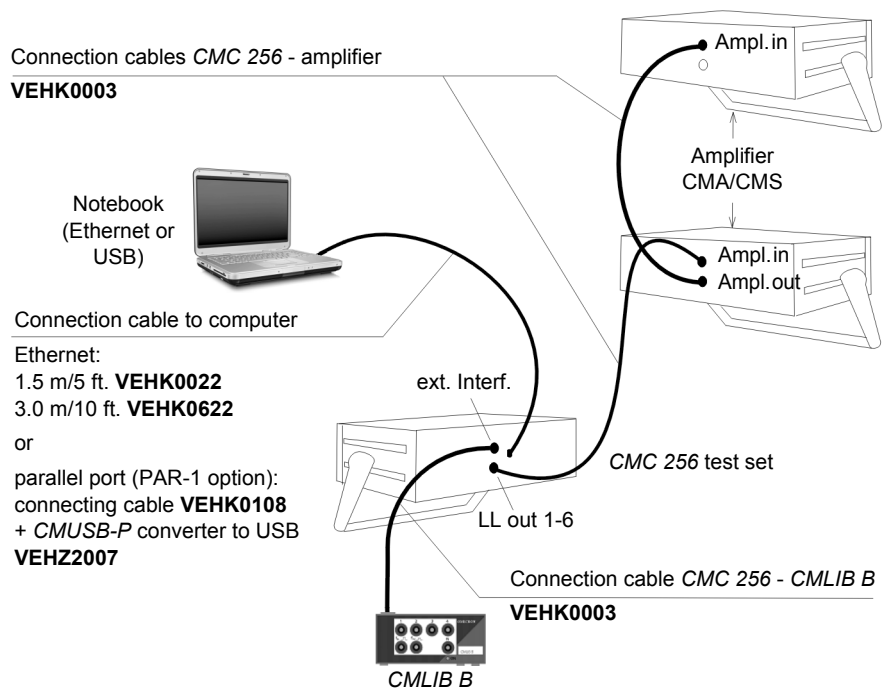 Connection cables CMC 256 - amplifier
VEHK0003
Ampl.in
Amplifier
CMA/CMS
Notebook
(Ethernet or
USB)
Ampl.in
Ampl.out
Connection cable to computer
Ethernet:
1.5 m/5 ft. VEHK0022
3.0 m/10 ft. VEHK0622
or
parallel port (PAR-1 option):
connecting cable VEHK0108
+ CMUSB-P converter to USB
VEHZ2007
ext. Interf.
CMC 256 test set
LL out 1-6
Connection cable CMC 256 - CMLIB B
VEHK0003
CMLIB B